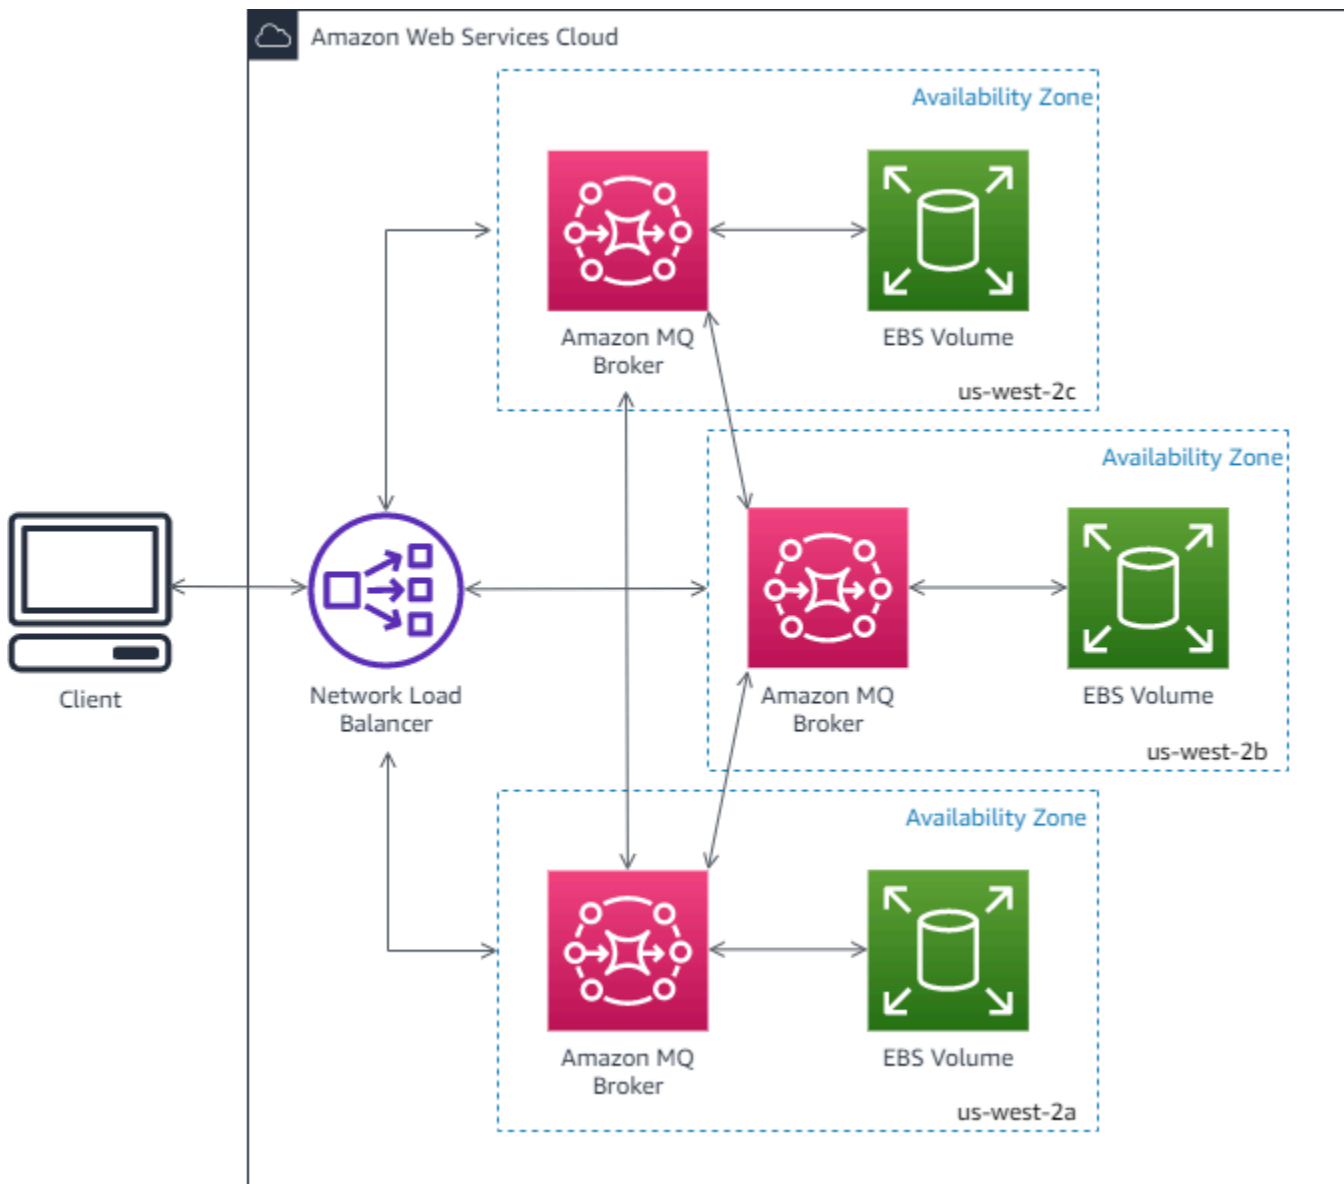 Amazon Web Services Cloud
Availability Zone
Amazon MQ
Broker
EBS Volume
us-west-2c
Availability Zone
Client
Network Load
Balancer
Amazon MQ
Broker
EBS Volume
us-west-2b
Availability Zone
Amazon MQ
Broker
EBS Volume
us-west-2a